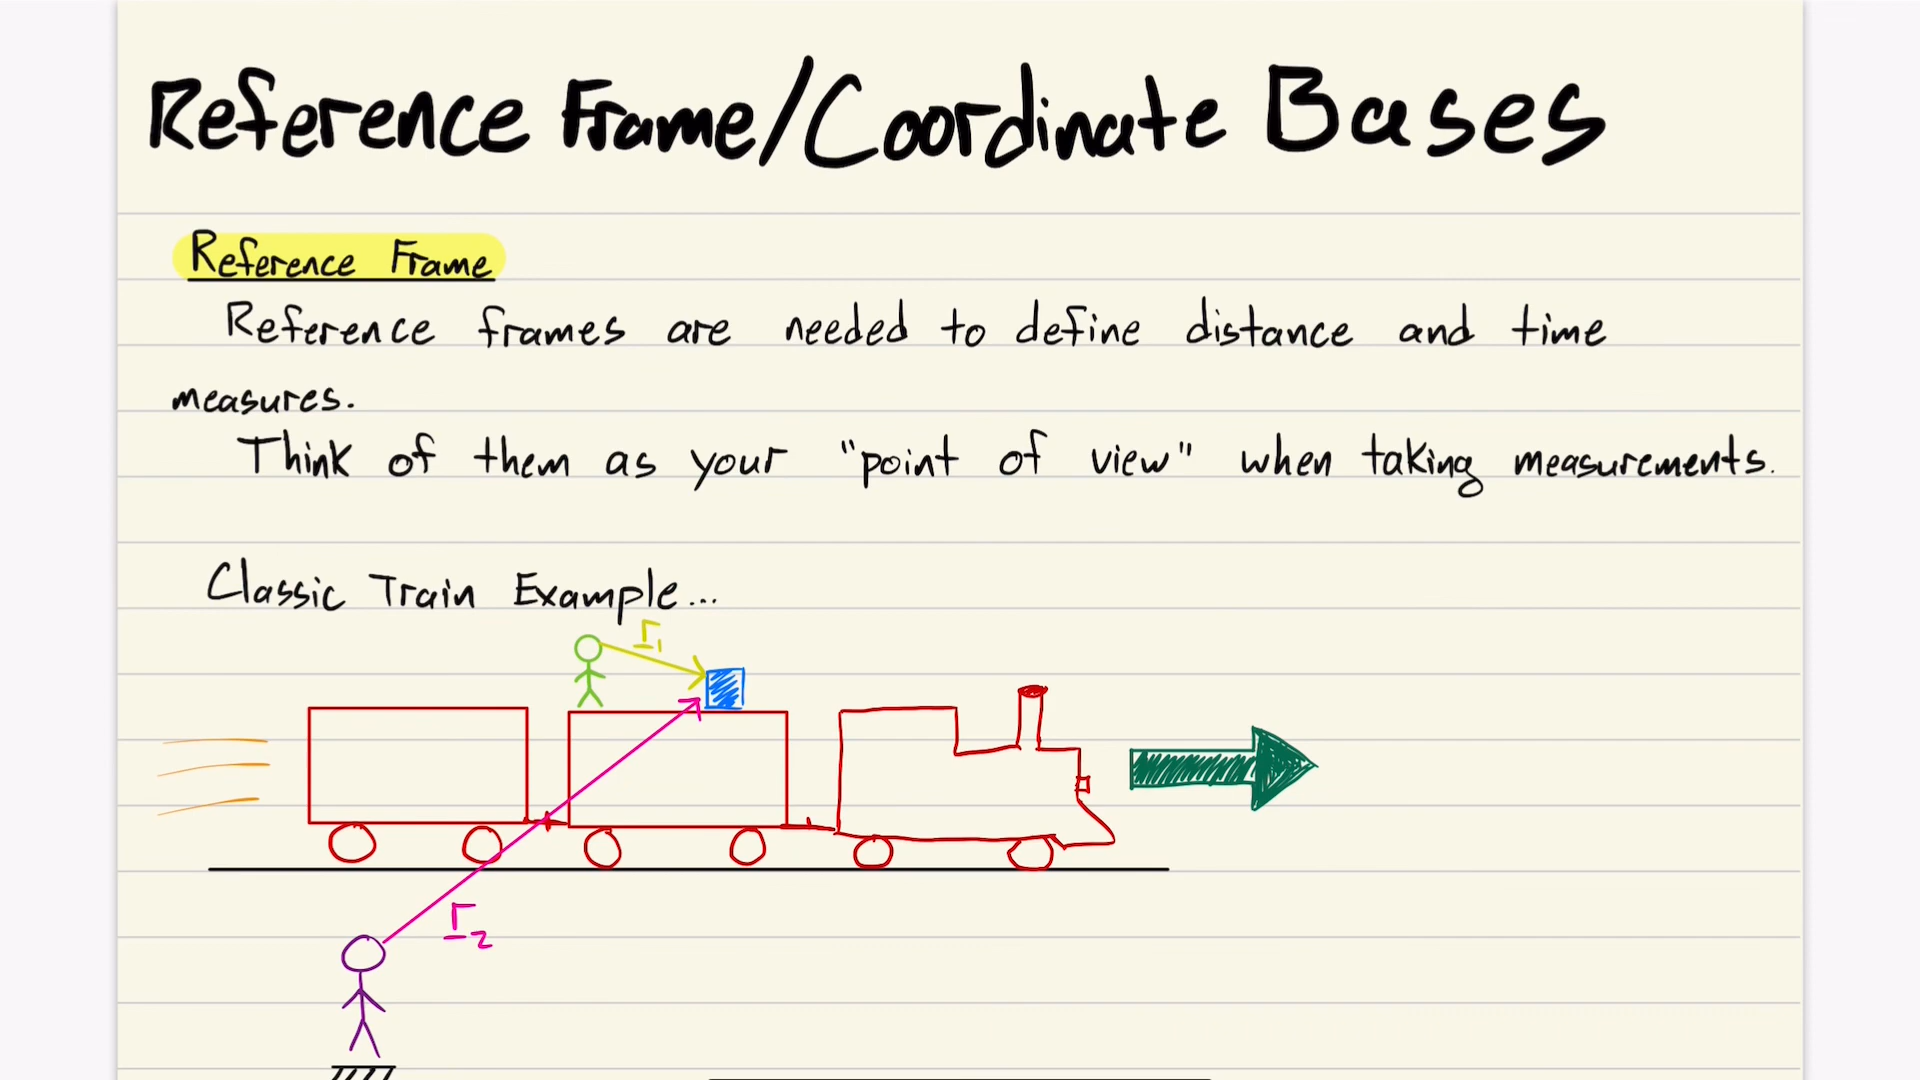 Reference Frame/Coordinate Bases
Reference Frame
Reference frames are needed to define distance and time
measures.
Think of them as your "point of view" when taking measurements.
Classic Train Example...
r₁
r₂